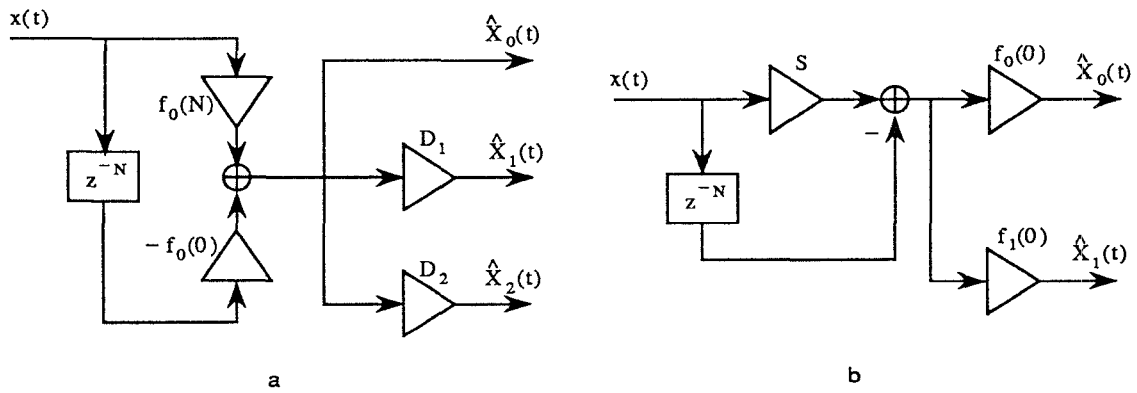 x(t)
f₀(N)
z⁻ᴺ
− f₀(0)
X̂₀(t)
D₁
X̂₁(t)
D₂
X̂₂(t)
a
x(t)
S
−
z⁻ᴺ
f₀(0)
X̂₀(t)
f₁(0)
X̂₁(t)
b